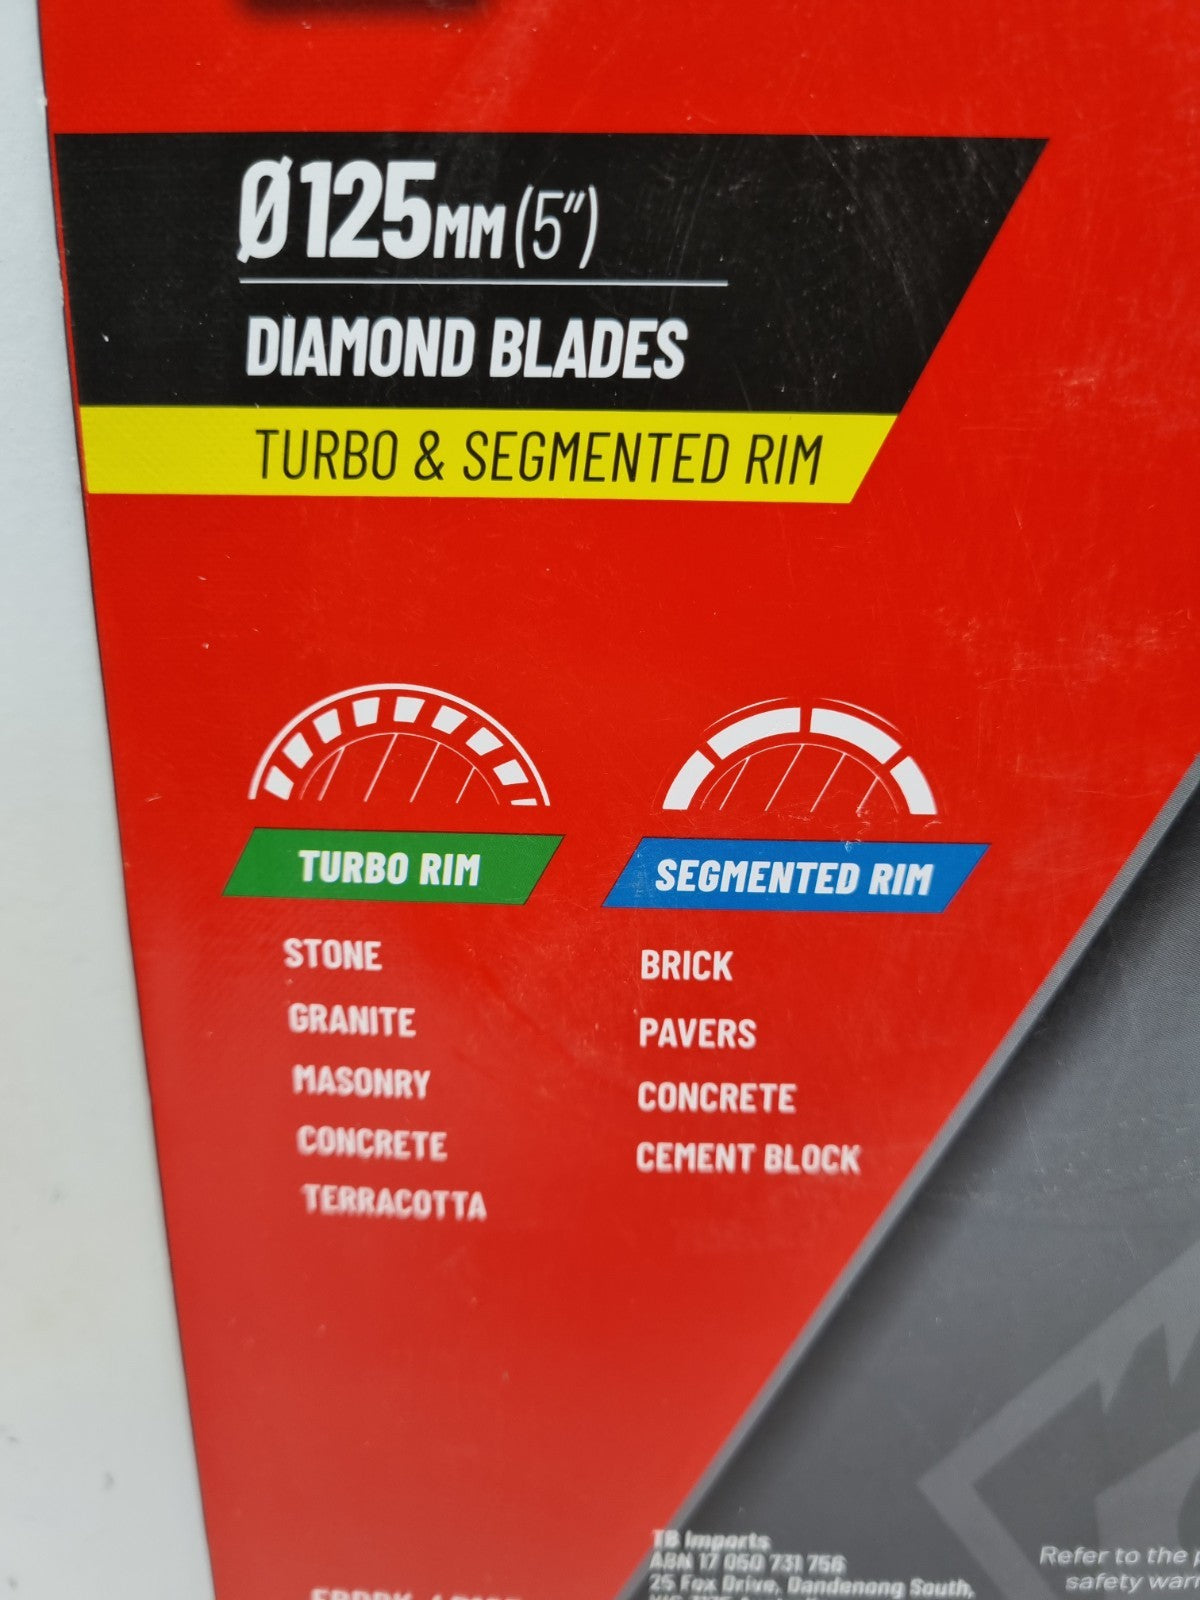 Ø125MM (5")
DIAMOND BLADES
TURBO & SEGMENTED RIM
TURBO RIM
STONE
GRANITE
MASONRY
CONCRETE
TERRACOTTA
SEGMENTED RIM
BRICK
PAVERS
CONCRETE
CEMENT BLOCK
TB Imports
ABN 17 050 731 756
25 Fox Drive, Dandenong South,
Refer to the
safety